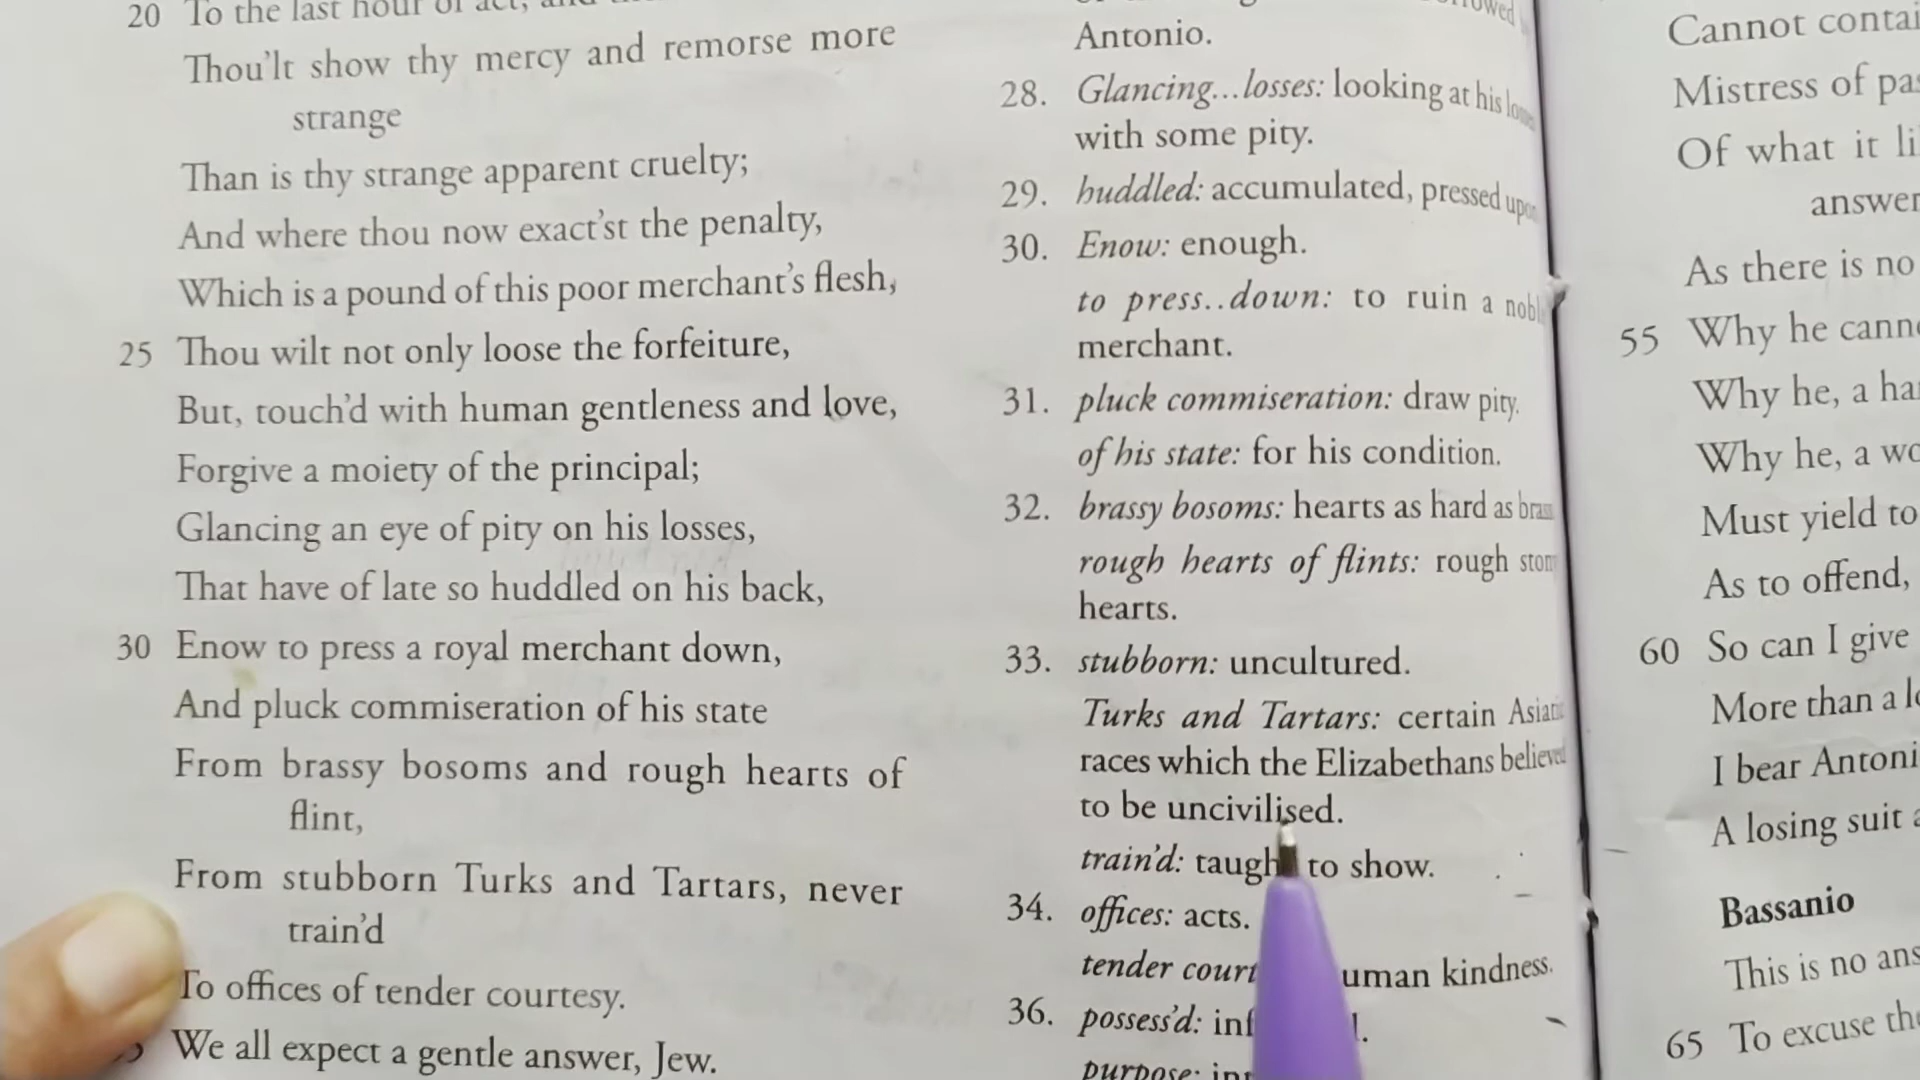 20 To the last hour of act,
Thou'lt show thy mercy and remorse more
strange
Than is thy strange apparent cruelty;
And where thou now exact'st the penalty,
Which is a pound of this poor merchant's flesh,
25 Thou wilt not only loose the forfeiture,
But, touch'd with human gentleness and love,
Forgive a moiety of the principal;
Glancing an eye of pity on his losses,
That have of late so huddled on his back,
30 Enow to press a royal merchant down,
And pluck commiseration of his state
From brassy bosoms and rough hearts of
flint,
From stubborn Turks and Tartars, never
train'd
To offices of tender courtesy.
We all expect a gentle answer, Jew.
Antonio.
28. Glancing...losses: looking at his
with some pity.
29. huddled: accumulated, pressed upon
30. Enow: enough.
to press..down: to ruin a
merchant.
31. pluck commiseration: draw pity.
of his state: for his condition.
32. brassy bosoms: hearts as hard as
rough hearts of flints: rough
hearts.
33. stubborn: uncultured.
Turks and Tartars: certain
races which the Elizabethans believed
to be uncivilised.
train'd: to show.
34. offices: acts.
tender kindness.
36. possess'd:
purpose:
Cannot
Mistress of
Of what it
answer
As there is no
55 Why he
Why he, a
Why he, a
Must yield to
As to offend,
60 So can I give
More than a
I bear
A losing suit
Bassanio
This is no
65 To excuse